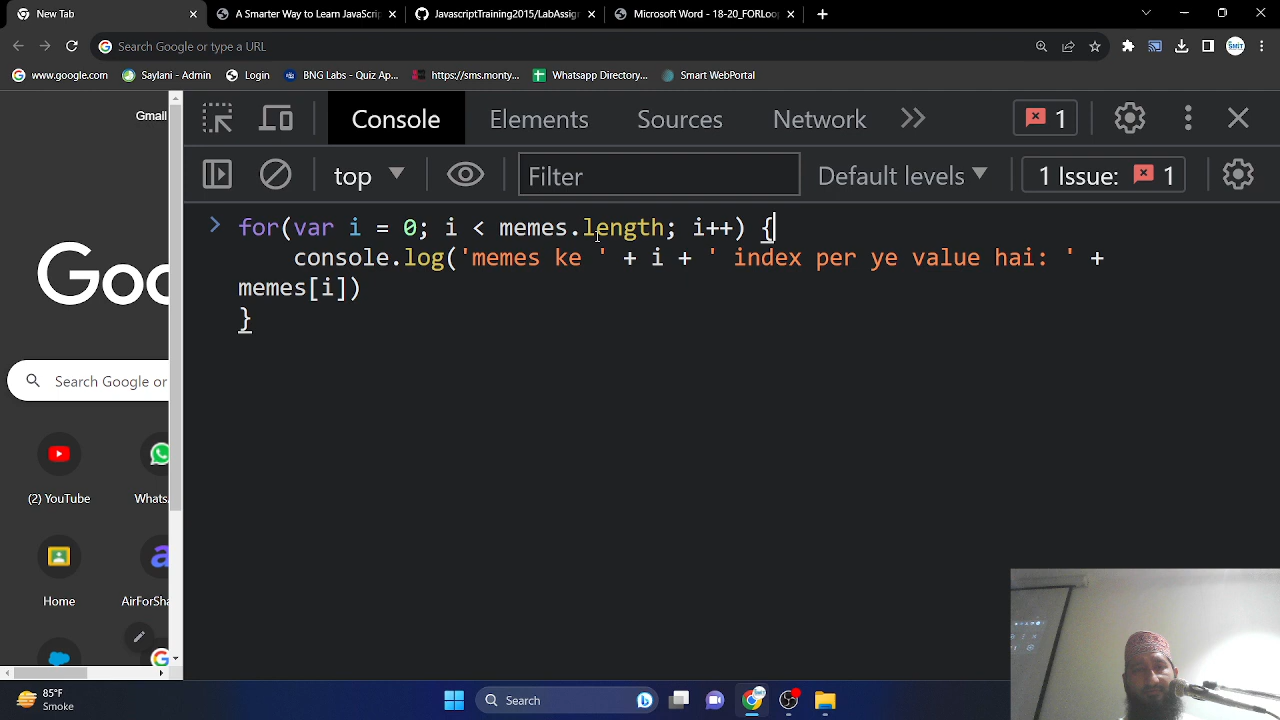 New Tab
A Smarter Way to Learn JavaScri
JavascriptTraining2015/LabAssig
Microsoft Word - 18-20_FORLoo
Search Google or type a URL
www.google.com
Saylani - Admin
Login
BNG Labs - Quiz Ap...
https://sms.monty...
Whatsapp Directory...
Smart WebPortal
Gmail
Console
Elements
Sources
Network
1
top
Filter
Default levels
1 Issue:
1
for(var i = 0; i < memes.length; i++) {
console.log('memes ke ' + i + ' index per ye value hai: ' +
memes[i])
}
Goo
Search Google or
(2) YouTube
Whats
Home
AirForSha
85°F
Smoke
Search